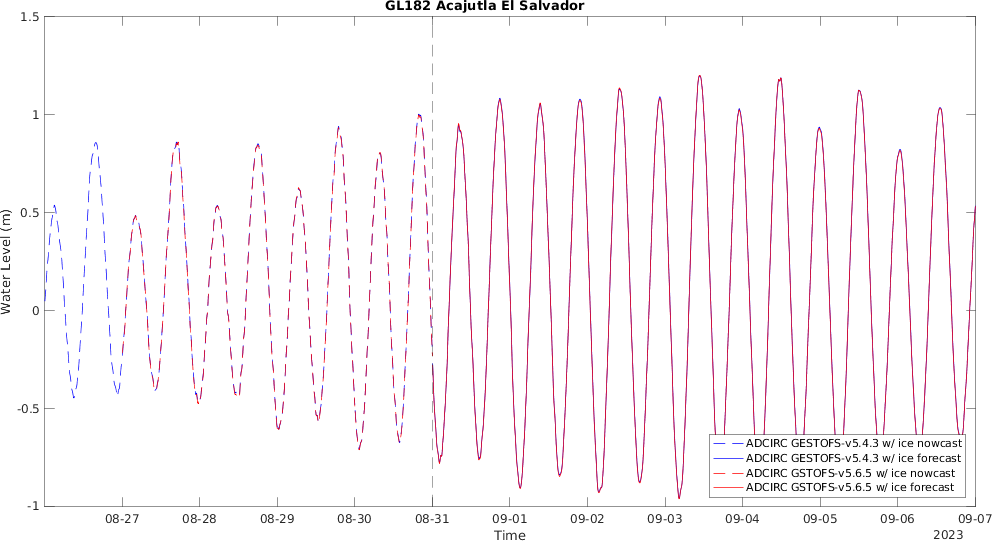 GL182 Acajutla El Salvador
1.5
1
0.5
0
-0.5
-1
Water Level (m)
ADCIRC GESTOFS-v5.4.3 w/ ice nowcast
ADCIRC GESTOFS-v5.4.3 w/ ice forecast
ADCIRC GSTOFS-v5.6.5 w/ ice nowcast
ADCIRC GSTOFS-v5.6.5 w/ ice forecast
08-27 08-28 08-29 08-30 08-31 09-01 09-02 09-03 09-04 09-05 09-06 09-07
Time
2023